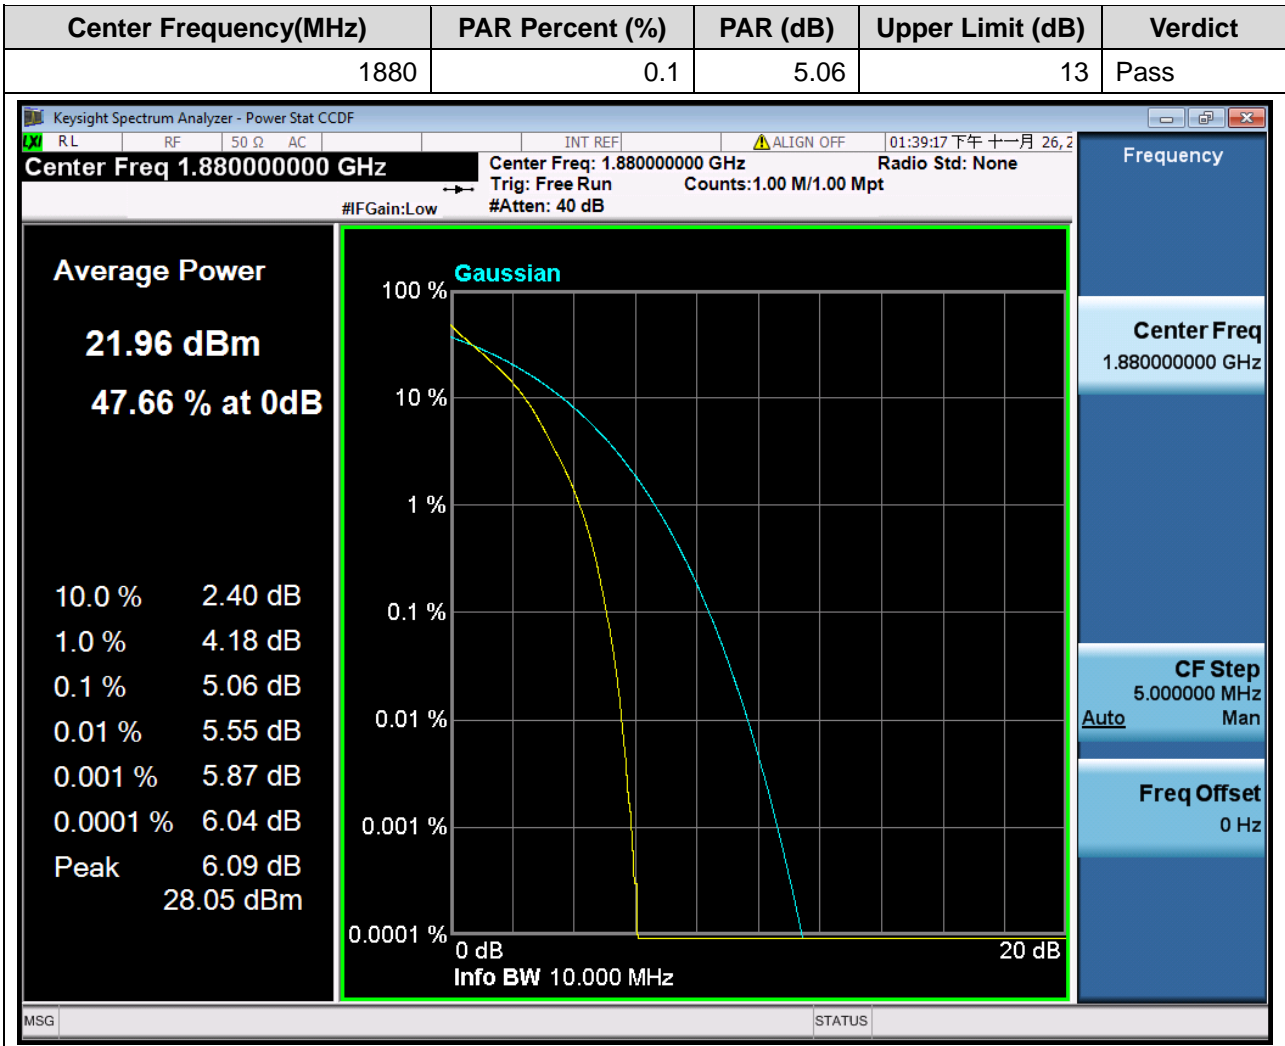 Center Frequency(MHz) PAR Percent (%) PAR (dB) Upper Limit (dB) Verdict
1880 0.1 5.06 13 Pass
Keysight Spectrum Analyzer - Power Stat CCDF
LXI RL RF 50 Ω AC INT REF ALIGN OFF 01:39:17 下午 十一月 26, 2
Center Freq 1.880000000 GHz
#IFGain:Low
Center Freq: 1.880000000 GHz Radio Std: None
Trig: Free Run Counts:1.00 M/1.00 Mpt
#Atten: 40 dB
Average Power
21.96 dBm
47.66 % at 0dB
10.0 % 2.40 dB
1.0 % 4.18 dB
0.1 % 5.06 dB
0.01 % 5.55 dB
0.001 % 5.87 dB
0.0001 % 6.04 dB
Peak 6.09 dB
28.05 dBm
Gaussian
100 %
10 %
1 %
0.1 %
0.01 %
0.001 %
0.0001 %
0 dB 20 dB
Info BW 10.000 MHz
Frequency
Center Freq
1.880000000 GHz
CF Step
5.000000 MHz
Auto Man
Freq Offset
0 Hz
MSG STATUS